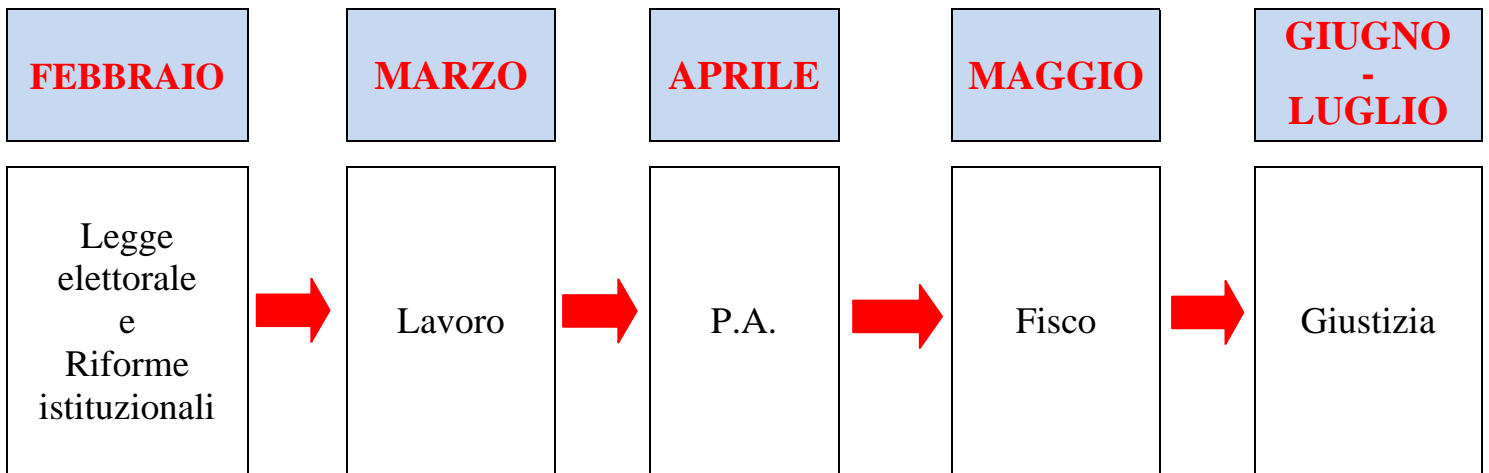 FEBBRAIO
MARZO
APRILE
MAGGIO
GIUGNO
-
LUGLIO
Legge
elettorale
e
Riforme
istituzionali
Lavoro
P.A.
Fisco
Giustizia